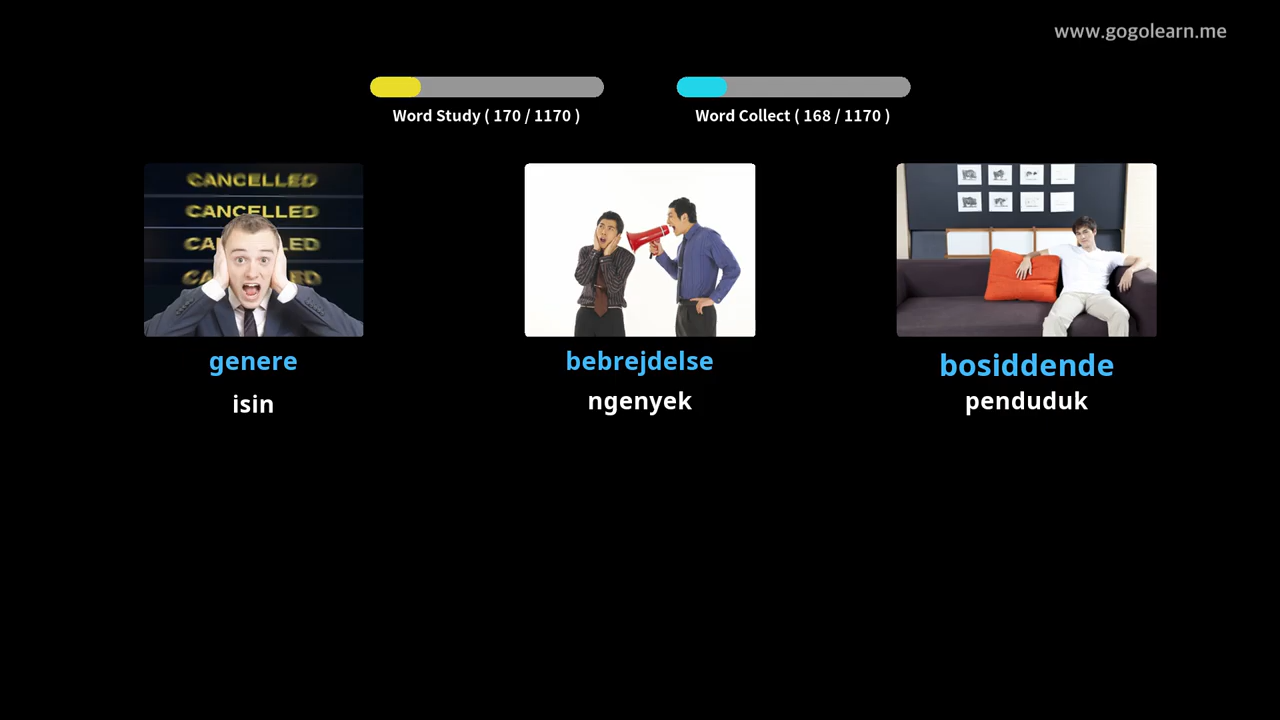 www.gogolearn.me
Word Study ( 170 / 1170 )
Word Collect ( 168 / 1170 )
CANCELLED
CANCELLED
genere
bebrejdelse
bosiddende
isin
ngenyek
penduduk